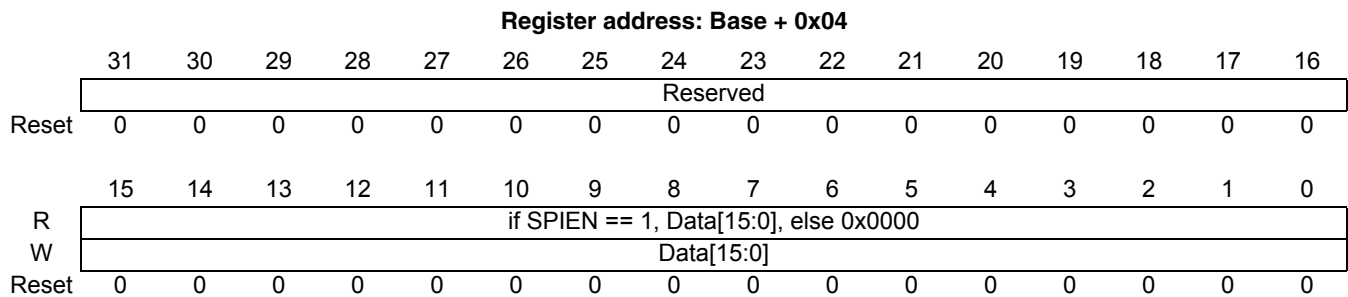 Register address: Base + 0x04
31 30 29 28 27 26 25 24 23 22 21 20 19 18 17 16
Reserved
Reset 0 0 0 0 0 0 0 0 0 0 0 0 0 0 0 0
15 14 13 12 11 10 9 8 7 6 5 4 3 2 1 0
R if SPIEN == 1, Data[15:0], else 0x0000
W Data[15:0]
Reset 0 0 0 0 0 0 0 0 0 0 0 0 0 0 0 0